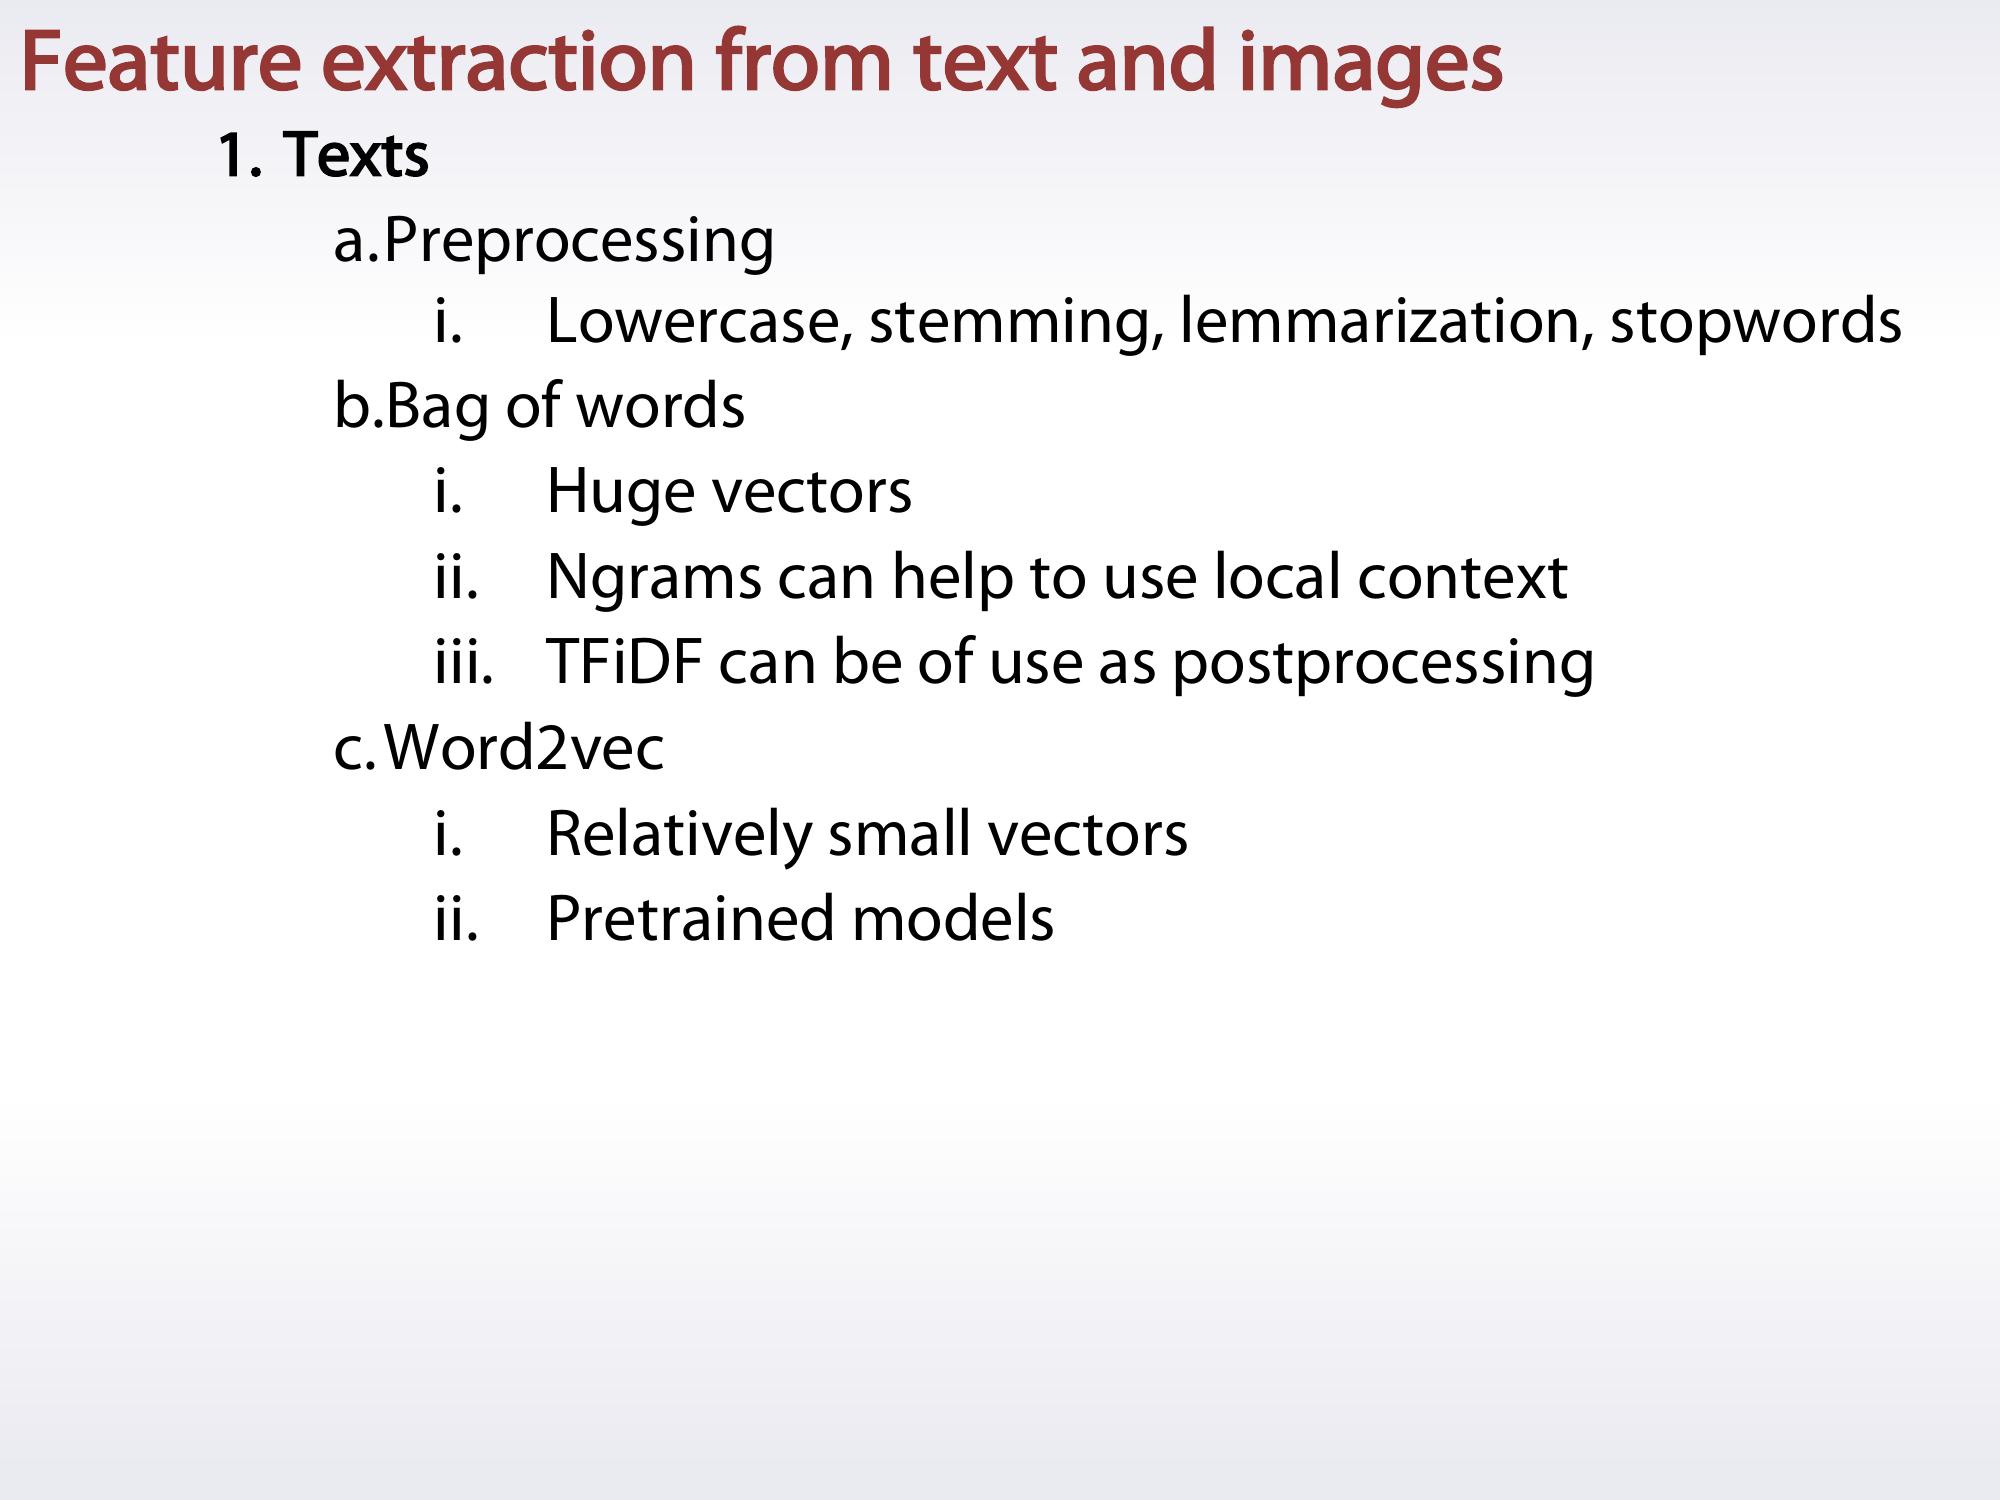 Feature extraction from text and images
1. Texts
a. Preprocessing
i. Lowercase, stemming, lemmarization, stopwords
b. Bag of words
i. Huge vectors
ii. Ngrams can help to use local context
iii. TFiDF can be of use as postprocessing
c. Word2vec
i. Relatively small vectors
ii. Pretrained models